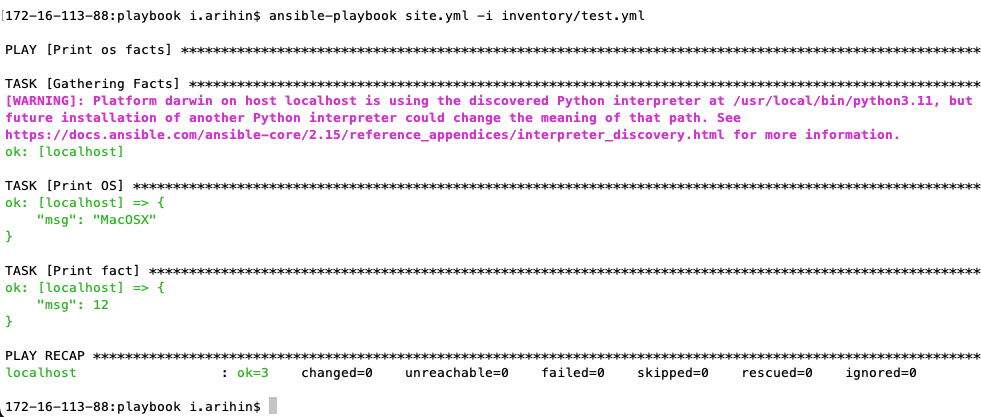 172-16-113-88:playbook i.arihin$ ansible-playbook site.yml -i inventory/test.yml
PLAY [Print os facts] ****************************************************************************************************
TASK [Gathering Facts] ***************************************************************************************************
[WARNING]: Platform darwin on host localhost is using the discovered Python interpreter at /usr/local/bin/python3.11, but
future installation of another Python interpreter could change the meaning of that path. See
https://docs.ansible.com/ansible-core/2.15/reference_appendices/interpreter_discovery.html for more information.
ok: [localhost]
TASK [Print OS] **********************************************************************************************************
ok: [localhost] => {
    "msg": "MacOSX"
}
TASK [Print fact] ********************************************************************************************************
ok: [localhost] => {
    "msg": 12
}
PLAY RECAP ***************************************************************************************************************
localhost                  : ok=3    changed=0    unreachable=0    failed=0    skipped=0    rescued=0    ignored=0
172-16-113-88:playbook i.arihin$